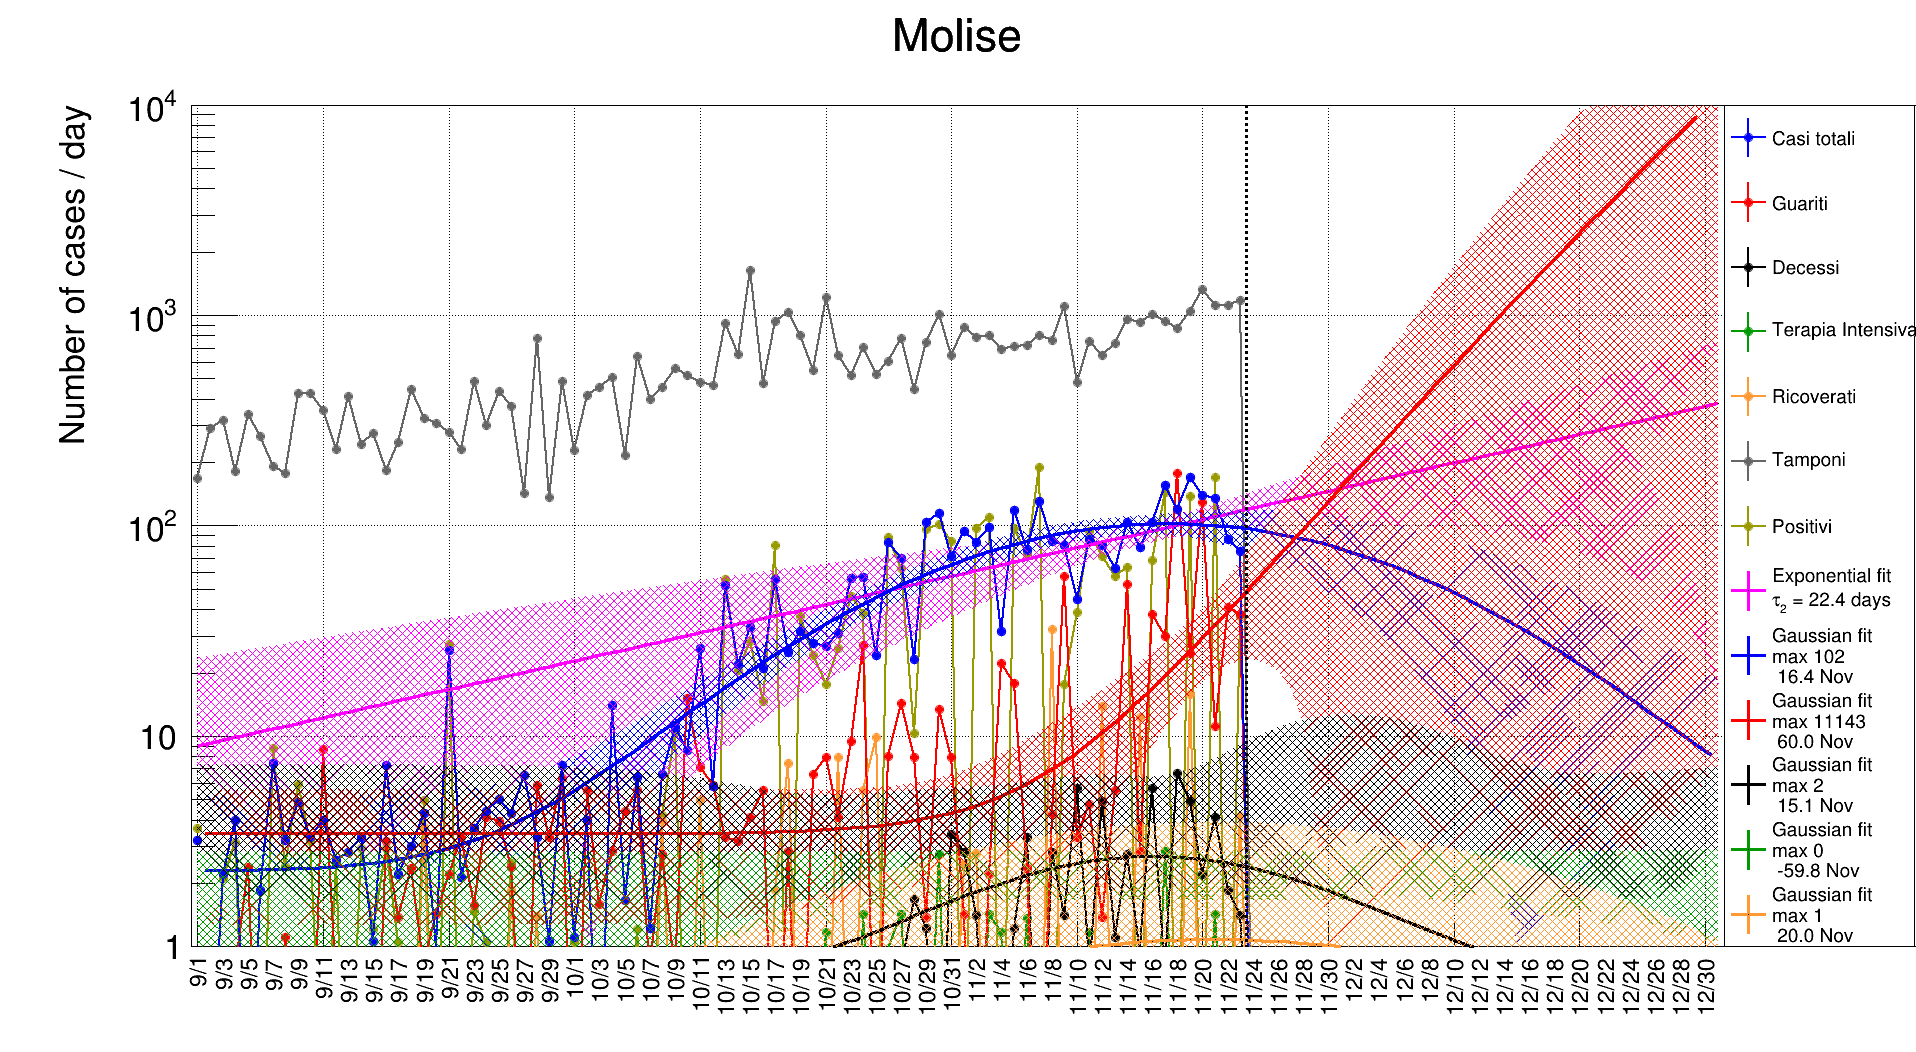 Molise
Number of cases / day
10^4
10^3
10^2
10
1
9/1
9/3
9/5
9/7
9/9
9/11
9/13
9/15
9/17
9/19
9/21
9/23
9/25
9/27
9/29
10/1
10/3
10/5
10/7
10/9
10/11
10/13
10/15
10/17
10/19
10/21
10/23
10/25
10/27
10/29
10/31
11/2
11/4
11/6
11/8
11/10
11/12
11/14
11/16
11/18
11/20
11/22
11/24
11/26
11/28
11/30
12/2
12/4
12/6
12/8
12/10
12/12
12/14
12/16
12/18
12/20
12/22
12/24
12/26
12/28
12/30
Casi totali
Guariti
Decessi
Terapia Intensiva
Ricoverati
Tamponi
Positivi
Exponential fit
τ2 = 22.4 days
Gaussian fit
max 102
16.4 Nov
Gaussian fit
max 11143
60.0 Nov
Gaussian fit
max 2
15.1 Nov
Gaussian fit
max 0
-59.8 Nov
Gaussian fit
max 1
20.0 Nov